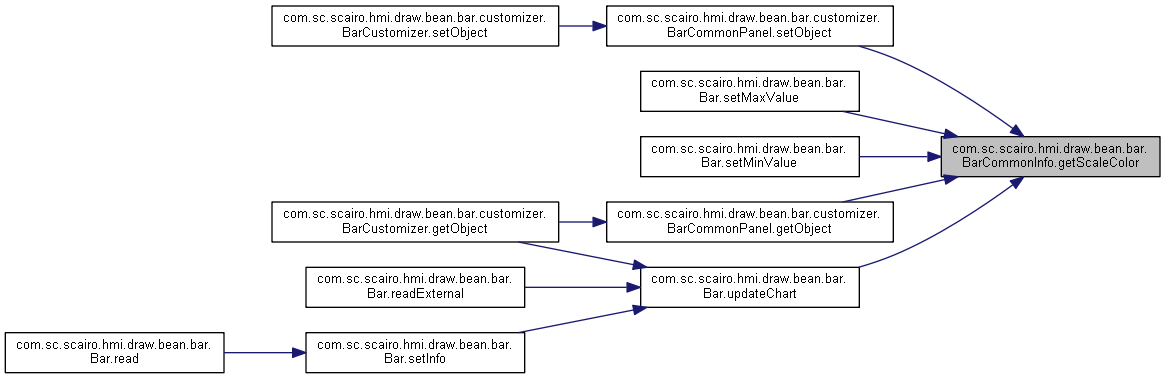 com.sc.scairo.hmi.draw.bean.bar.customizer.
BarCustomizer.setObject
com.sc.scairo.hmi.draw.bean.bar.customizer.
BarCommonPanel.setObject
com.sc.scairo.hmi.draw.bean.bar.
Bar.setMaxValue
com.sc.scairo.hmi.draw.bean.bar.
Bar.setMinValue
com.sc.scairo.hmi.draw.bean.bar.
BarCommonInfo.getScaleColor
com.sc.scairo.hmi.draw.bean.bar.customizer.
BarCustomizer.getObject
com.sc.scairo.hmi.draw.bean.bar.customizer.
BarCommonPanel.getObject
com.sc.scairo.hmi.draw.bean.bar.
Bar.readExternal
com.sc.scairo.hmi.draw.bean.bar.
Bar.updateChart
com.sc.scairo.hmi.draw.bean.bar.
Bar.read
com.sc.scairo.hmi.draw.bean.bar.
Bar.setInfo